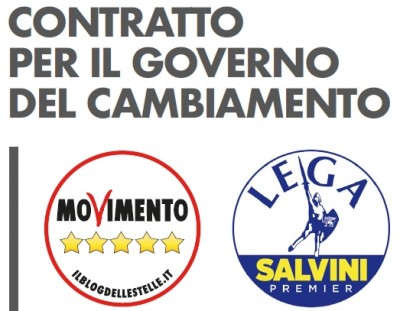 CONTRATTO
PER IL GOVERNO
DEL CAMBIAMENTO
MOVIMENTO
ILBLOGDELLESTELLE.IT
LEGA
SALVINI
PREMIER